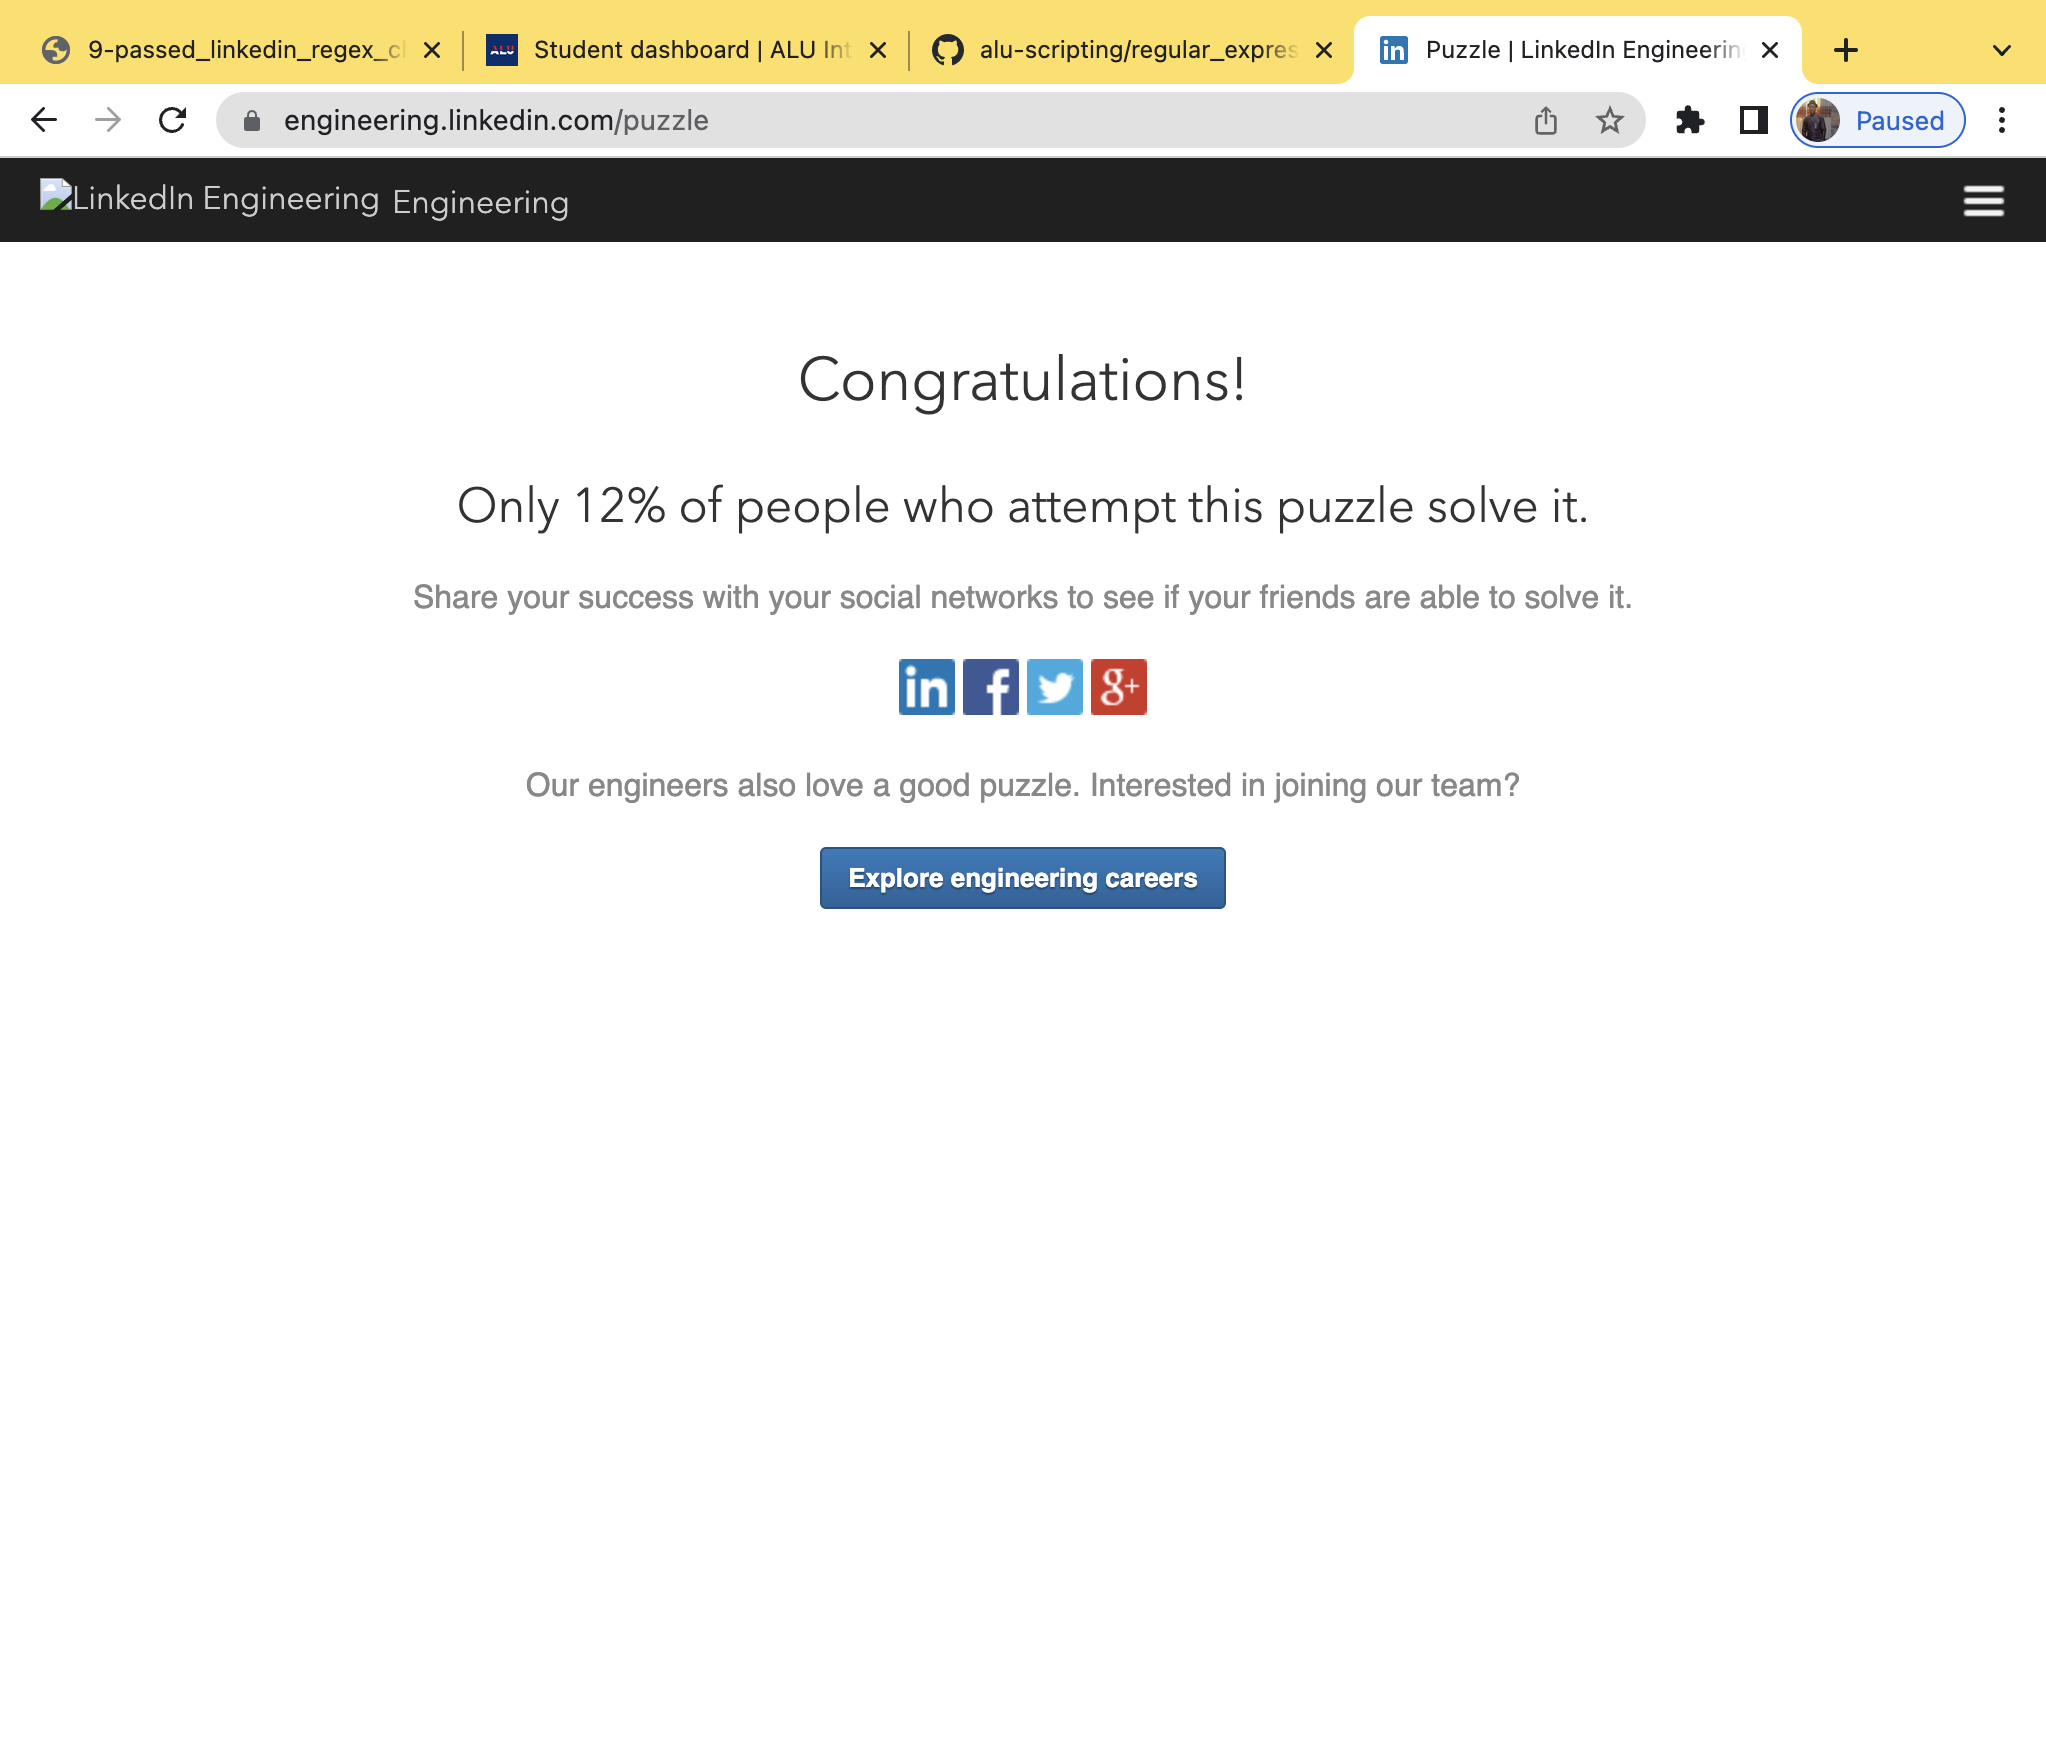 9-passed_linkedin_regex_c
Student dashboard | ALU Int
alu-scripting/regular_expres
Puzzle | LinkedIn Engineerin
engineering.linkedin.com/puzzle
Paused
LinkedIn Engineering Engineering
Congratulations!
Only 12% of people who attempt this puzzle solve it.
Share your success with your social networks to see if your friends are able to solve it.
in f g+
Our engineers also love a good puzzle. Interested in joining our team?
Explore engineering careers